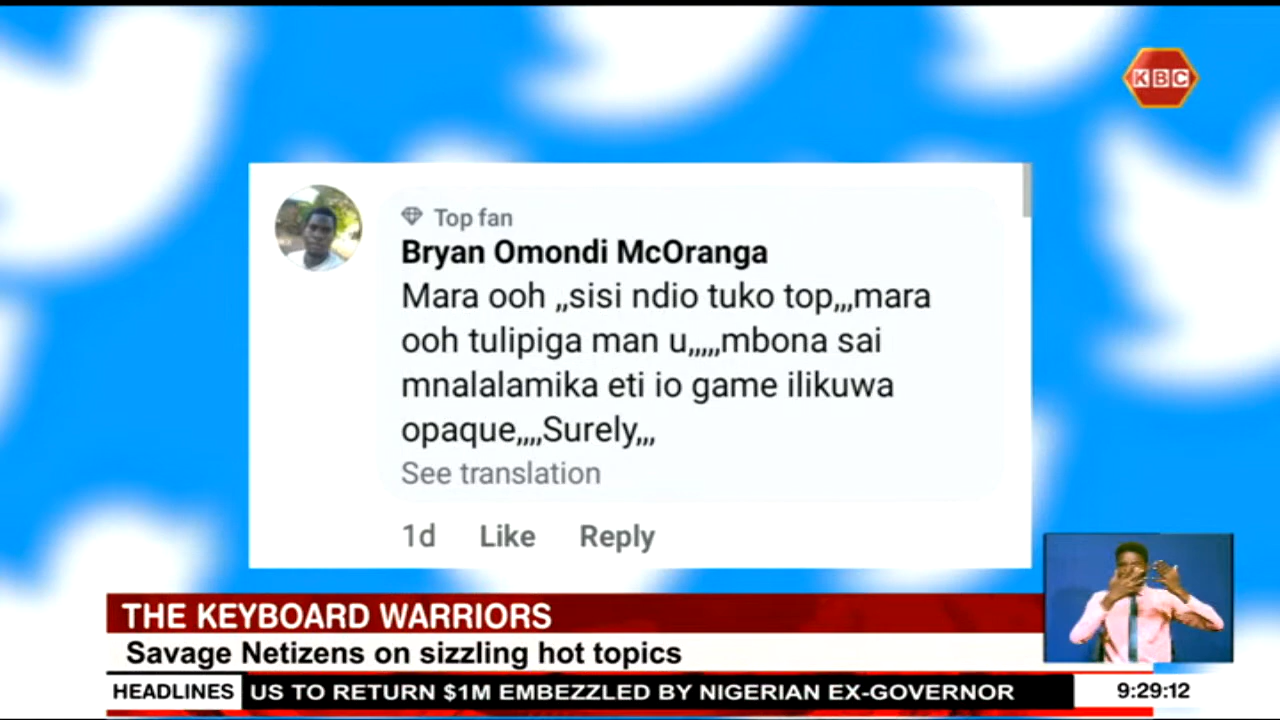 KBC
Top fan
Bryan Omondi McOranga
Mara ooh ,,sisi ndio tuko top,,,mara
ooh tulipiga man u,,,,,mbona sai
mnalalamika eti io game ilikuwa
opaque,,,,Surely,,,
See translation
1d Like Reply
THE KEYBOARD WARRIORS
Savage Netizens on sizzling hot topics
HEADLINES US TO RETURN $1M EMBEZZLED BY NIGERIAN EX-GOVERNOR 9:29:12